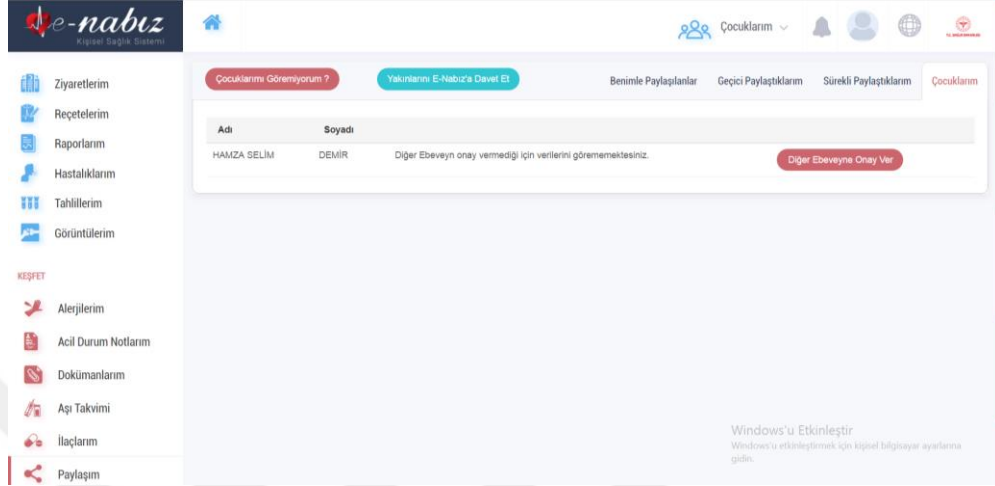 e-nabız
Kişisel Sağlık Sistemi
Çocuklarım
Ziyaretlerim
Reçetelerim
Raporlarım
Hastalıklarım
Tahlillerim
Görüntülerim
KEŞFET
Alerjilerim
Acil Durum Notlarım
Dokümanlarım
Aşı Takvimi
İlaçlarım
Paylaşım
Çocuklarımı Göremiyorum ?
Yakınlarını E-Nabız'a Davet Et
Benimle Paylaşılanlar
Geçici Paylaştıklarım
Sürekli Paylaştıklarım
Çocuklarım
Adı Soyadı
HAMZA SELİM DEMİR Diğer Ebeveyn onay vermediği için verilerini görememektesiniz. Diğer Ebeveyne Onay Ver
Windows'u Etkinleştir
Windows'u etkinleştirmek için kişisel bilgisayar ayarlarına
gidin.